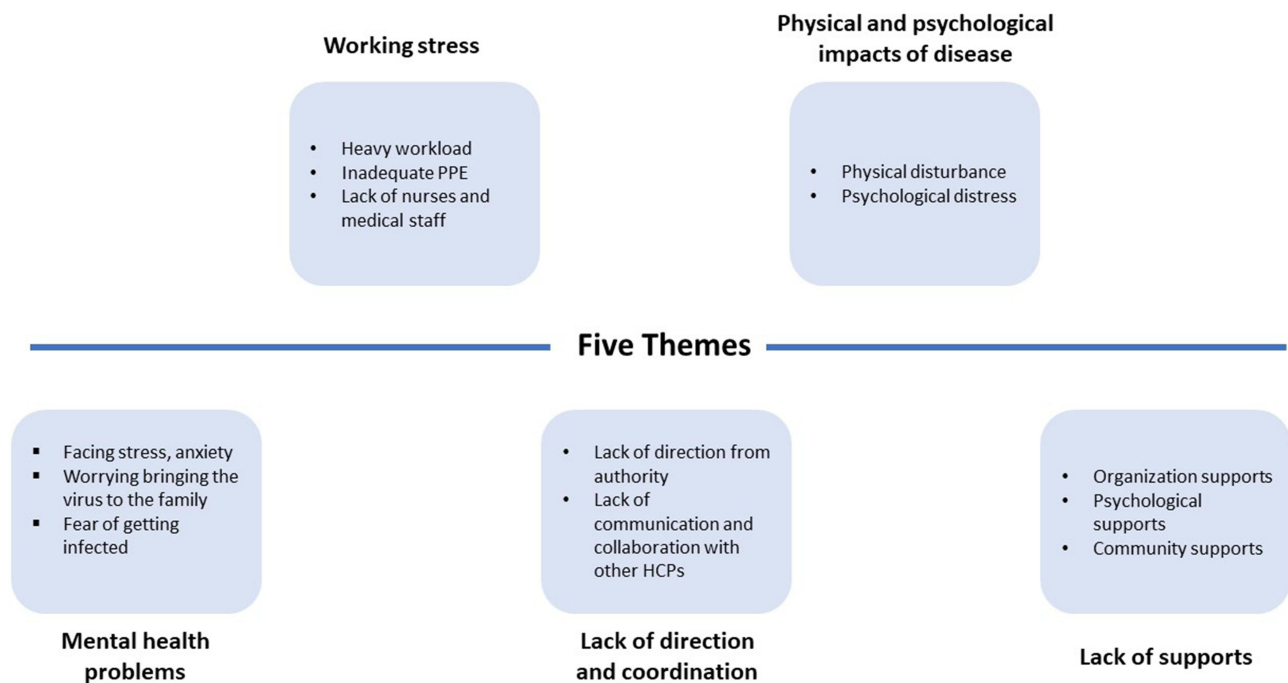 Working stress
• Heavy workload
• Inadequate PPE
• Lack of nurses and
medical staff
Physical and psychological
impacts of disease
• Physical disturbance
• Psychological distress
Five Themes
▪ Facing stress, anxiety
▪ Worrying bringing the
virus to the family
▪ Fear of getting
infected
Mental health
problems
• Lack of direction from
authority
• Lack of
communication and
collaboration with
other HCPs
Lack of direction
and coordination
• Organization supports
• Psychological
supports
• Community supports
Lack of supports